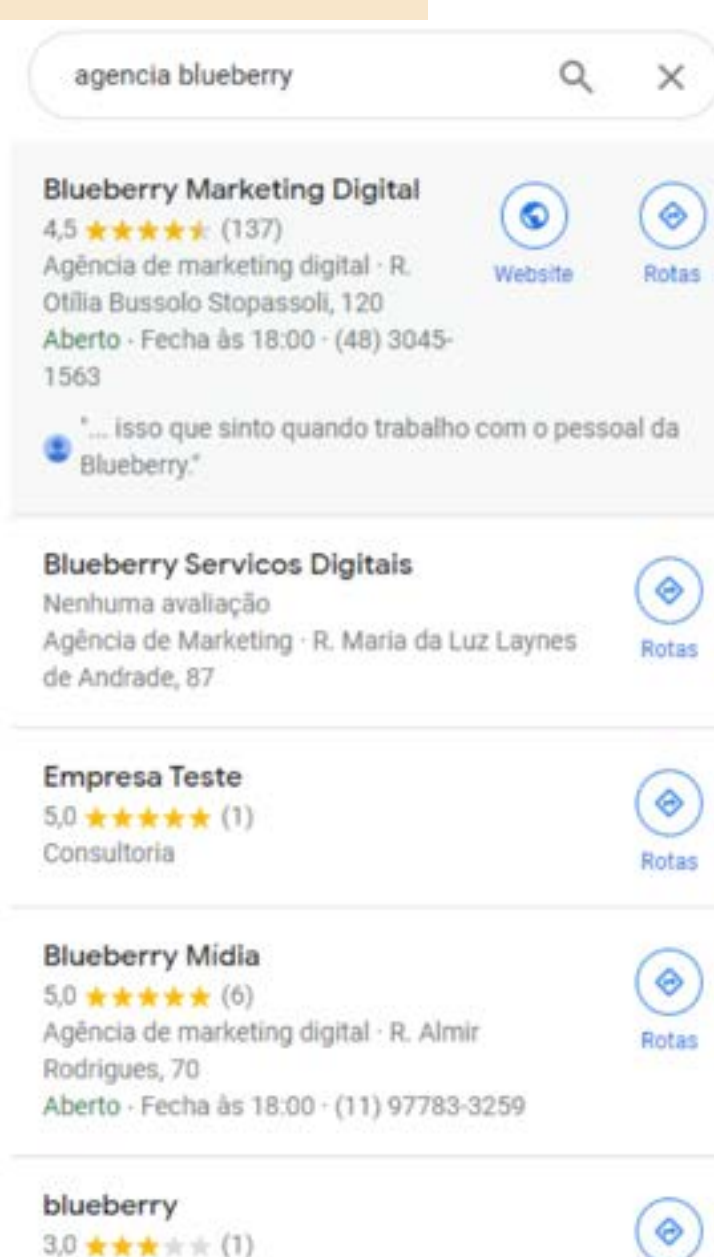 agencia blueberry
Blueberry Marketing Digital
4,5 (137)
Agência de marketing digital · R.
Otília Bussolo Stopassoli, 120
Aberto · Fecha às 18:00 · (48) 3045-
1563
Website
Rotas
"... isso que sinto quando trabalho com o pessoal da
Blueberry."
Blueberry Servicos Digitais
Nenhuma avaliação
Agência de Marketing · R. Maria da Luz Laynes
de Andrade, 87
Rotas
Empresa Teste
5,0 (1)
Consultoria
Rotas
Blueberry Mídia
5,0 (6)
Agência de marketing digital · R. Almir
Rodrigues, 70
Aberto · Fecha às 18:00 · (11) 97783-3259
Rotas
blueberry
3,0 (1)